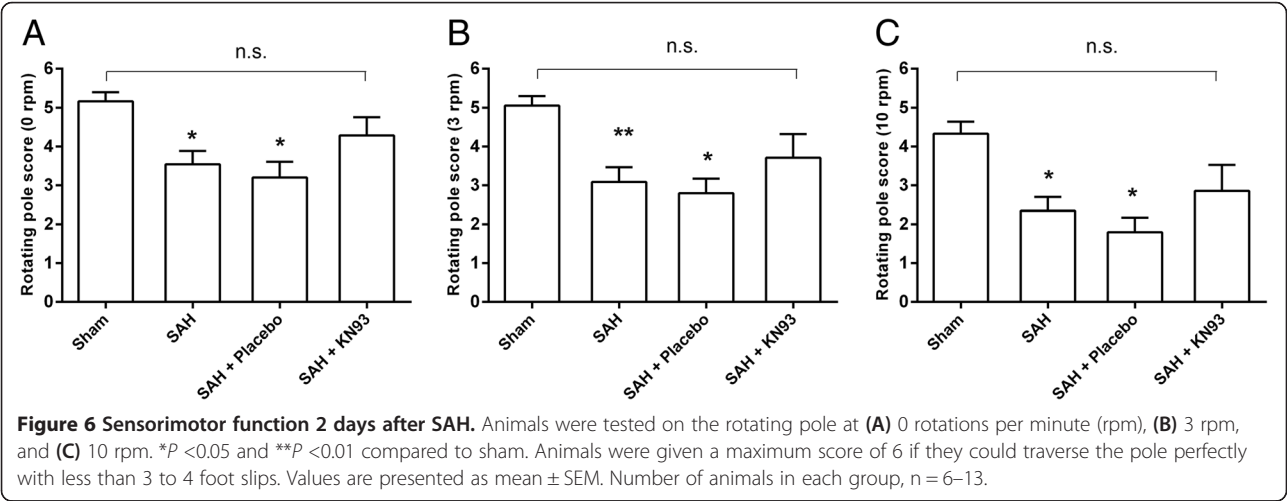 A
n.s.
Rotating pole score (0 rpm)
6
5
4
3
2
1
0
*
*
Sham
SAH
SAH + Placebo
SAH + KN93
B
n.s.
Rotating pole score (3 rpm)
6
5
4
3
2
1
0
**
*
Sham
SAH
SAH + Placebo
SAH + KN93
C
n.s.
Rotating pole score (10 rpm)
6
5
4
3
2
1
0
*
*
Sham
SAH
SAH + Placebo
SAH + KN93
Figure 6 Sensorimotor function 2 days after SAH. Animals were tested on the rotating pole at (A) 0 rotations per minute (rpm), (B) 3 rpm,
and (C) 10 rpm. *P <0.05 and **P <0.01 compared to sham. Animals were given a maximum score of 6 if they could traverse the pole perfectly
with less than 3 to 4 foot slips. Values are presented as mean ± SEM. Number of animals in each group, n = 6–13.